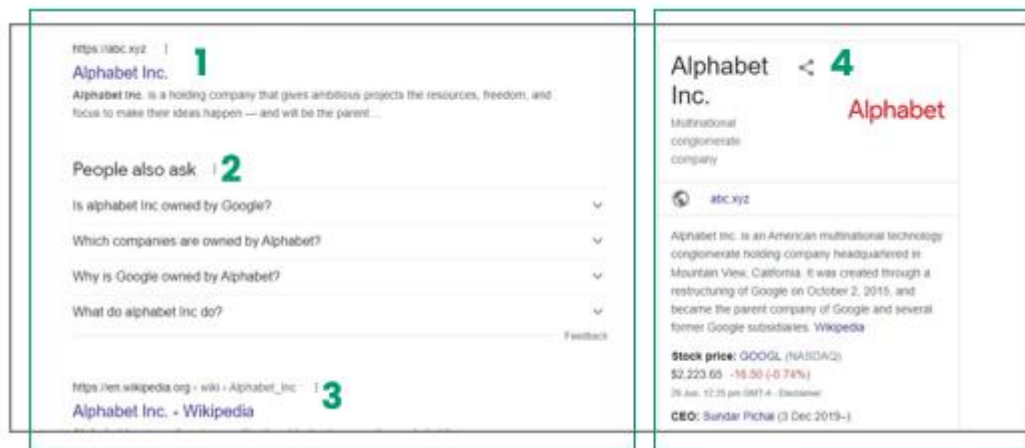 https://abc.xyz
1
Alphabet Inc.
Alphabet Inc. is a holding company that gives ambitious projects the resources, freedom, and
focus to make their ideas happen — and will be the parent ...
People also ask
2
Is alphabet Inc owned by Google?
Which companies are owned by Alphabet?
Why is Google owned by Alphabet?
What do alphabet Inc do?
Feedback
https://en.wikipedia.org › wiki › Alphabet_Inc
3
Alphabet Inc. - Wikipedia
Alphabet
4
Inc.
Alphabet
Multinational
conglomerate
company
abc.xyz
Alphabet Inc. is an American multinational technology
conglomerate holding company headquartered in
Mountain View, California. It was created through a
restructuring of Google on October 2, 2015, and
became the parent company of Google and several
former Google subsidiaries. Wikipedia
Stock price: GOOGL (NASDAQ)
$2,223.65 -16.50 (-0.74%)
12:25 pm GMT-4 - Disclaimer
CEO: Sundar Pichai (3 Dec 2019–)